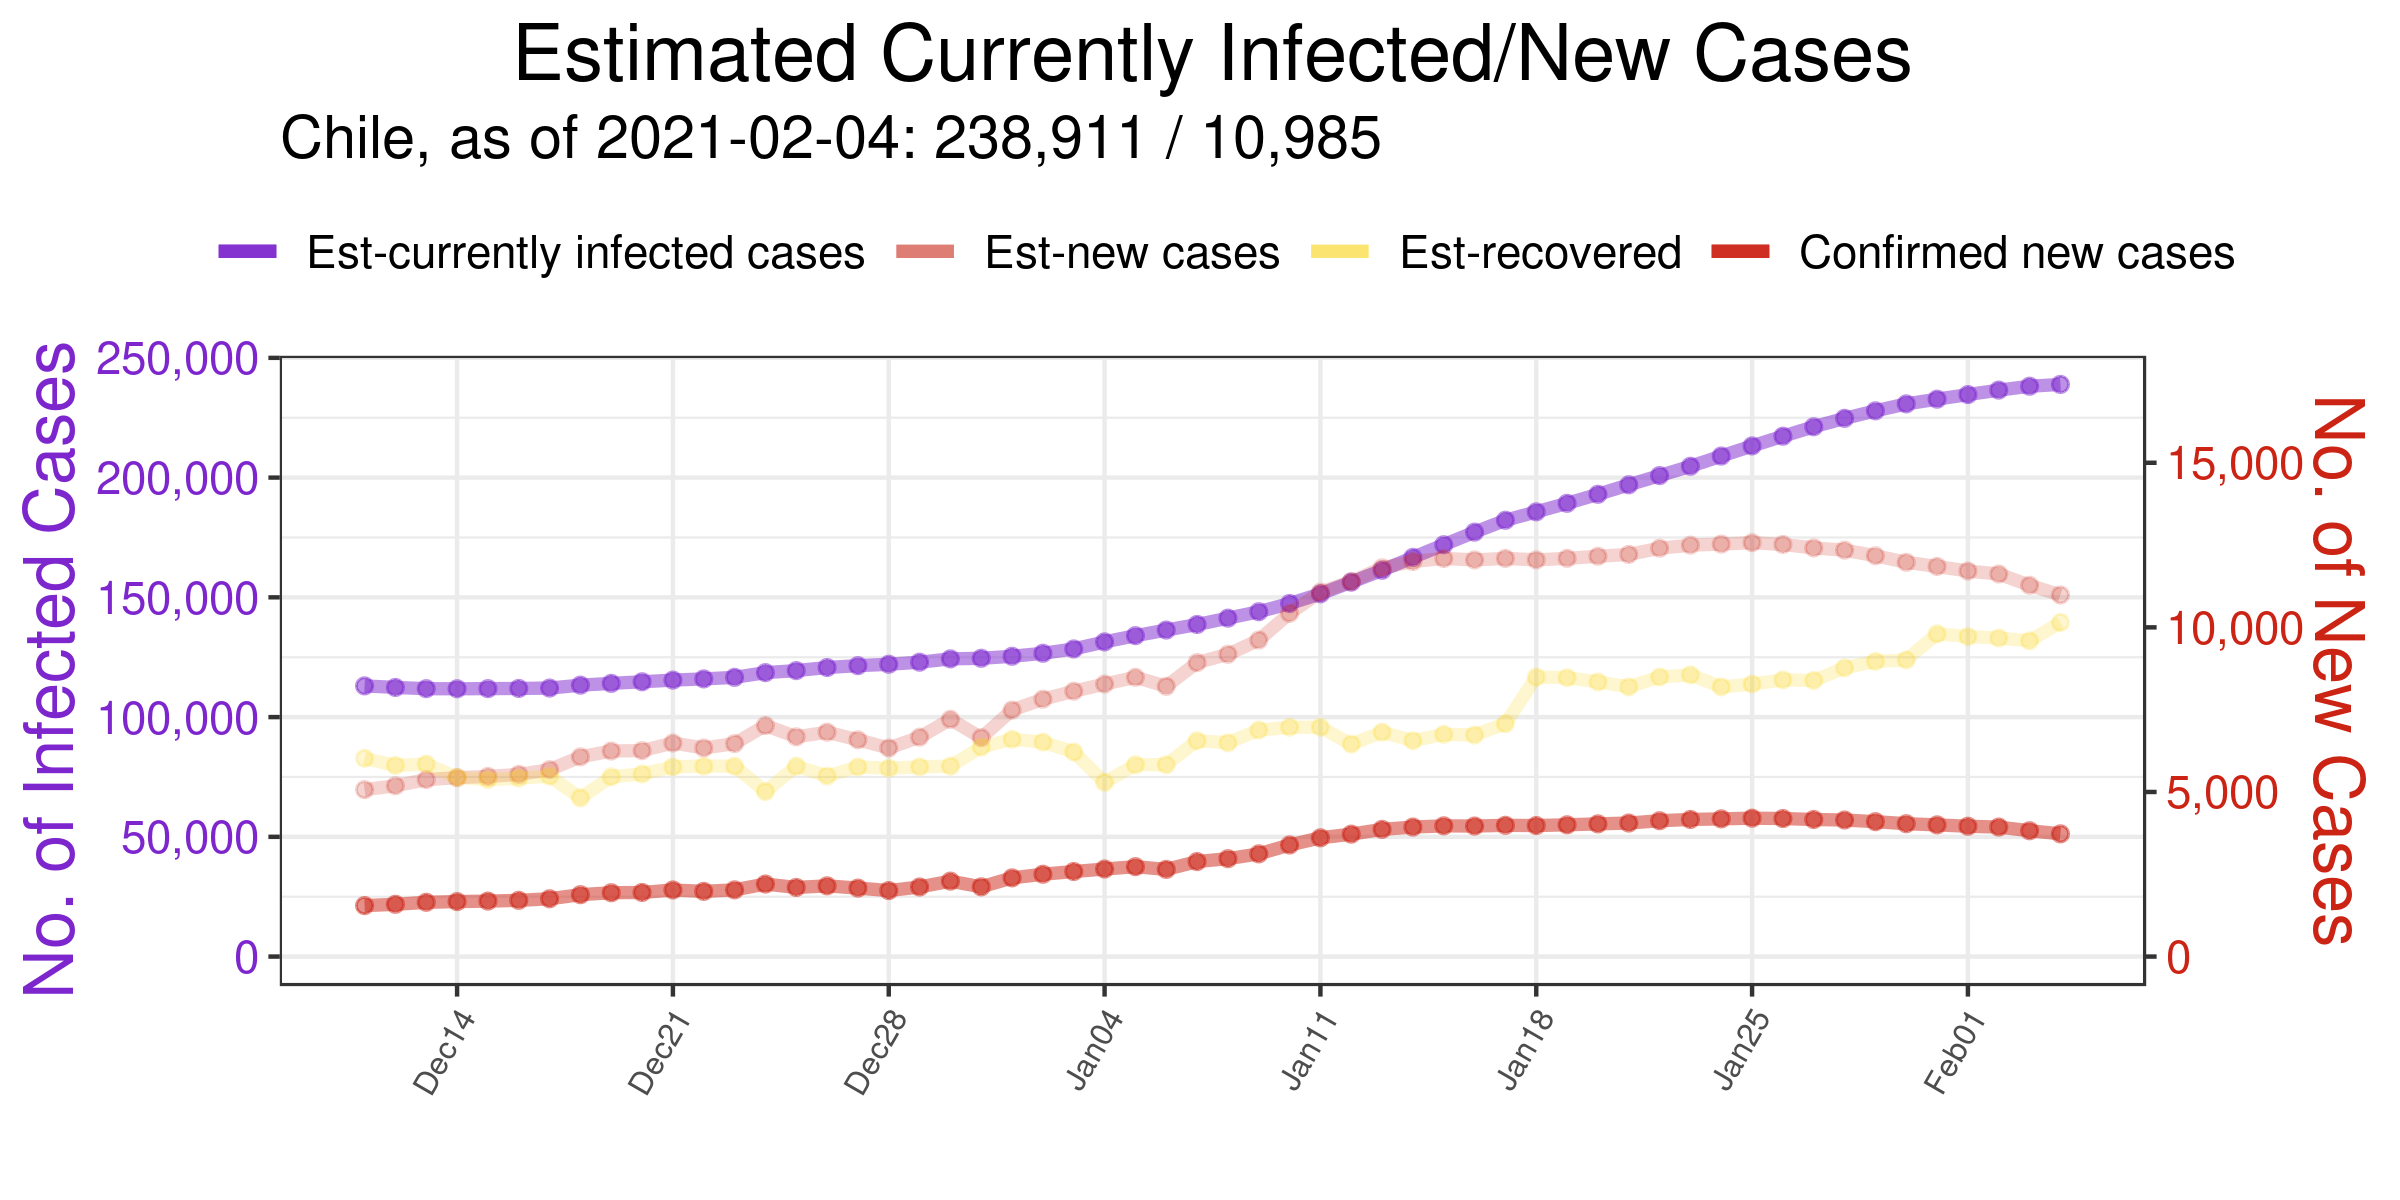 Estimated Currently Infected/New Cases
Chile, as of 2021-02-04: 238,911 / 10,985
Est-currently infected cases Est-new cases Est-recovered Confirmed new cases
No. of Infected Cases
250,000
200,000
150,000
100,000
50,000
0
15,000
10,000
5,000
0
No. of New Cases
Dec14 Dec21 Dec28 Jan04 Jan11 Jan18 Jan25 Feb01